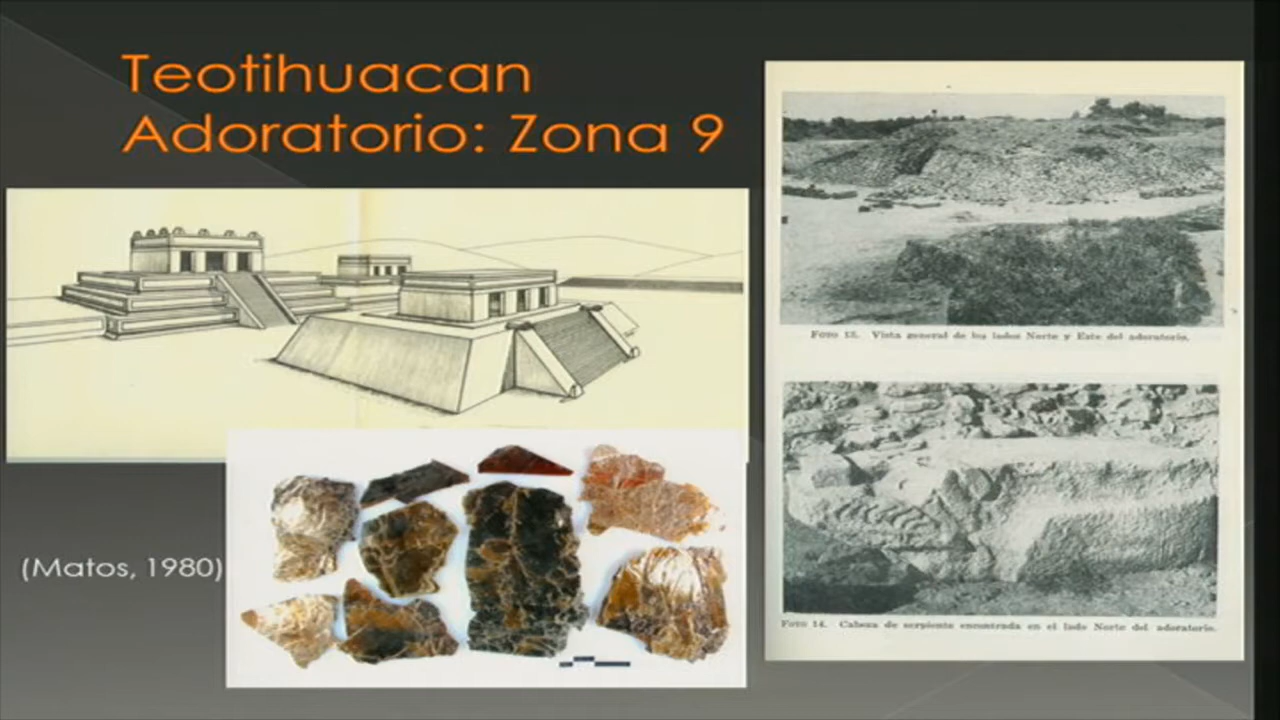 Teotihuacan
Adoratorio: Zona 9
(Matos, 1980)
Foto 13. Vista general de los lados Norte y Este del adoratorio.
Foto 14. Cabeza de serpiente encontrada en el lado Norte del adoratorio.